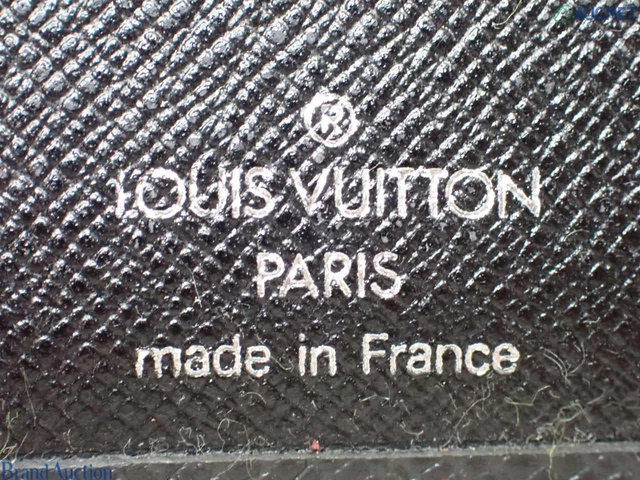 ®
LOUIS VUITTON
PARIS
made in France
Brand Auction